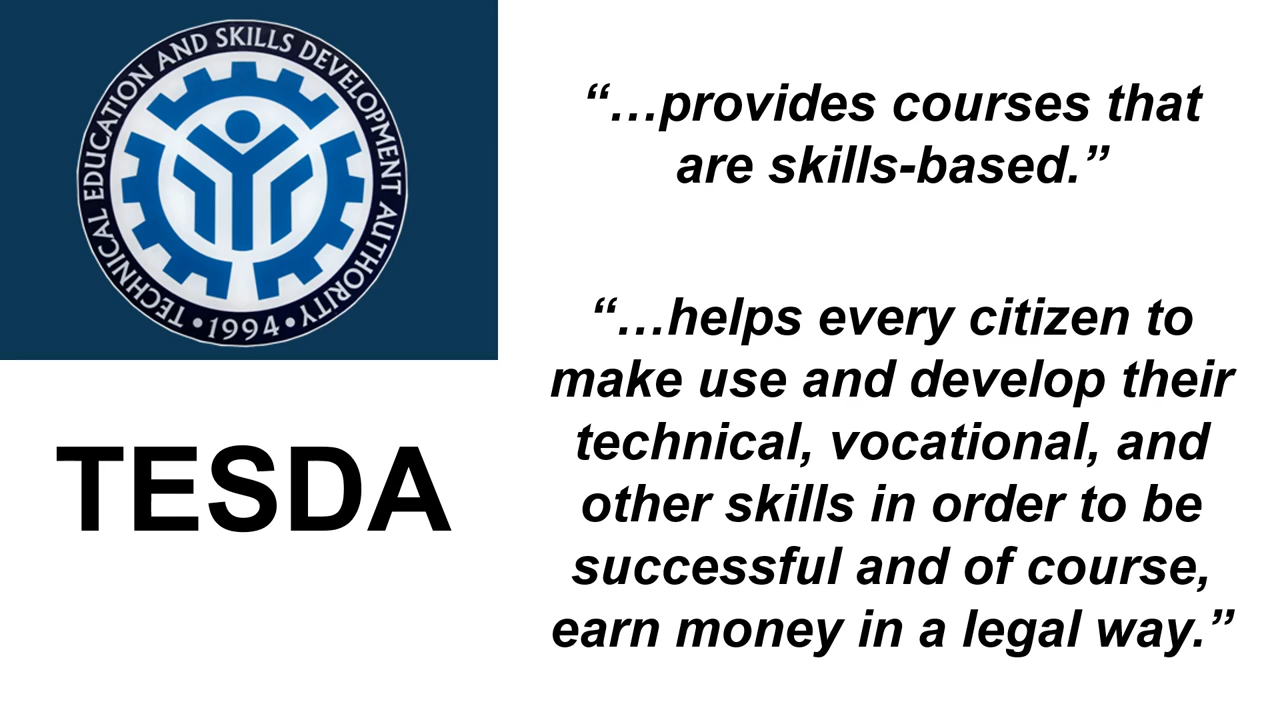 TECHNICAL EDUCATION AND SKILLS DEVELOPMENT AUTHORITY
•1994•
TESDA
“…provides courses that
are skills-based.”
“…helps every citizen to
make use and develop their
technical, vocational, and
other skills in order to be
successful and of course,
earn money in a legal way.”